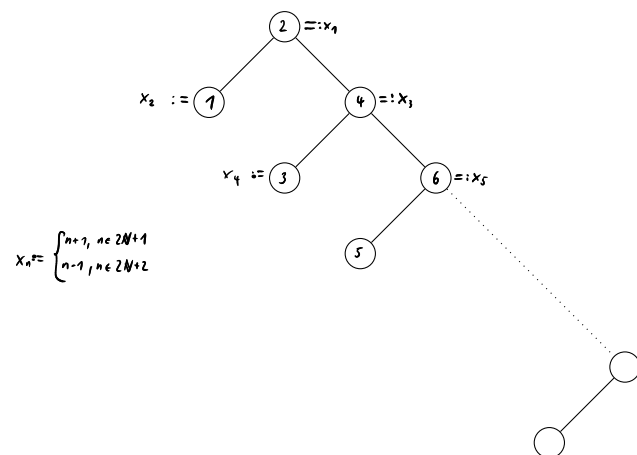 2 =:x₁
x₂ := 1 4 =:x₃
x₄ := 3 6 =:x₅
5
xₙ := { n+1, n ∈ 2ℕ+1
n-1, n ∈ 2ℕ+2